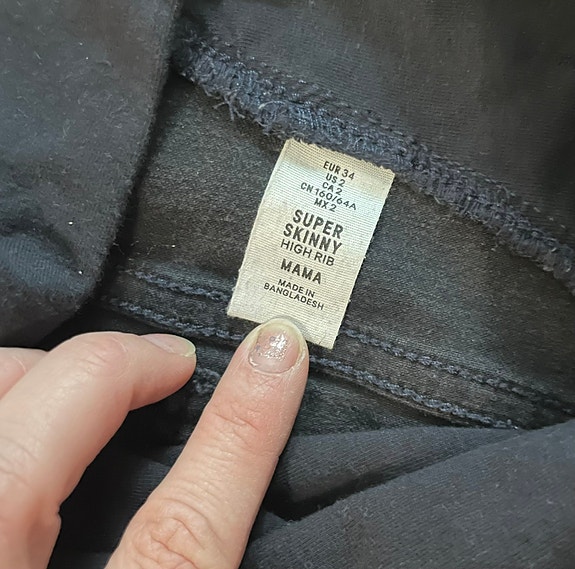 EUR 34
US 2
CA 2
CN 160/64A
MX 2
SUPER
SKINNY
HIGH RIB
MAMA
MADE IN
BANGLADESH